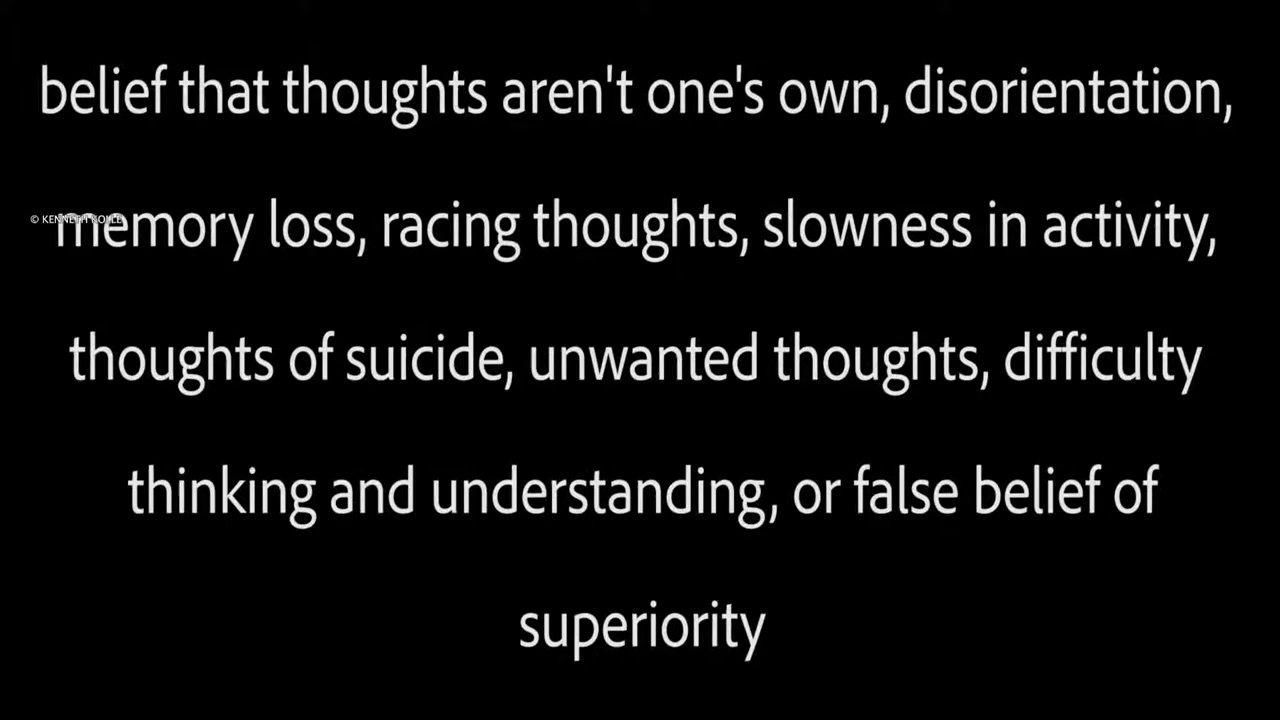 belief that thoughts aren't one's own, disorientation,
© KENNETH
memory loss, racing thoughts, slowness in activity,
thoughts of suicide, unwanted thoughts, difficulty
thinking and understanding, or false belief of
superiority